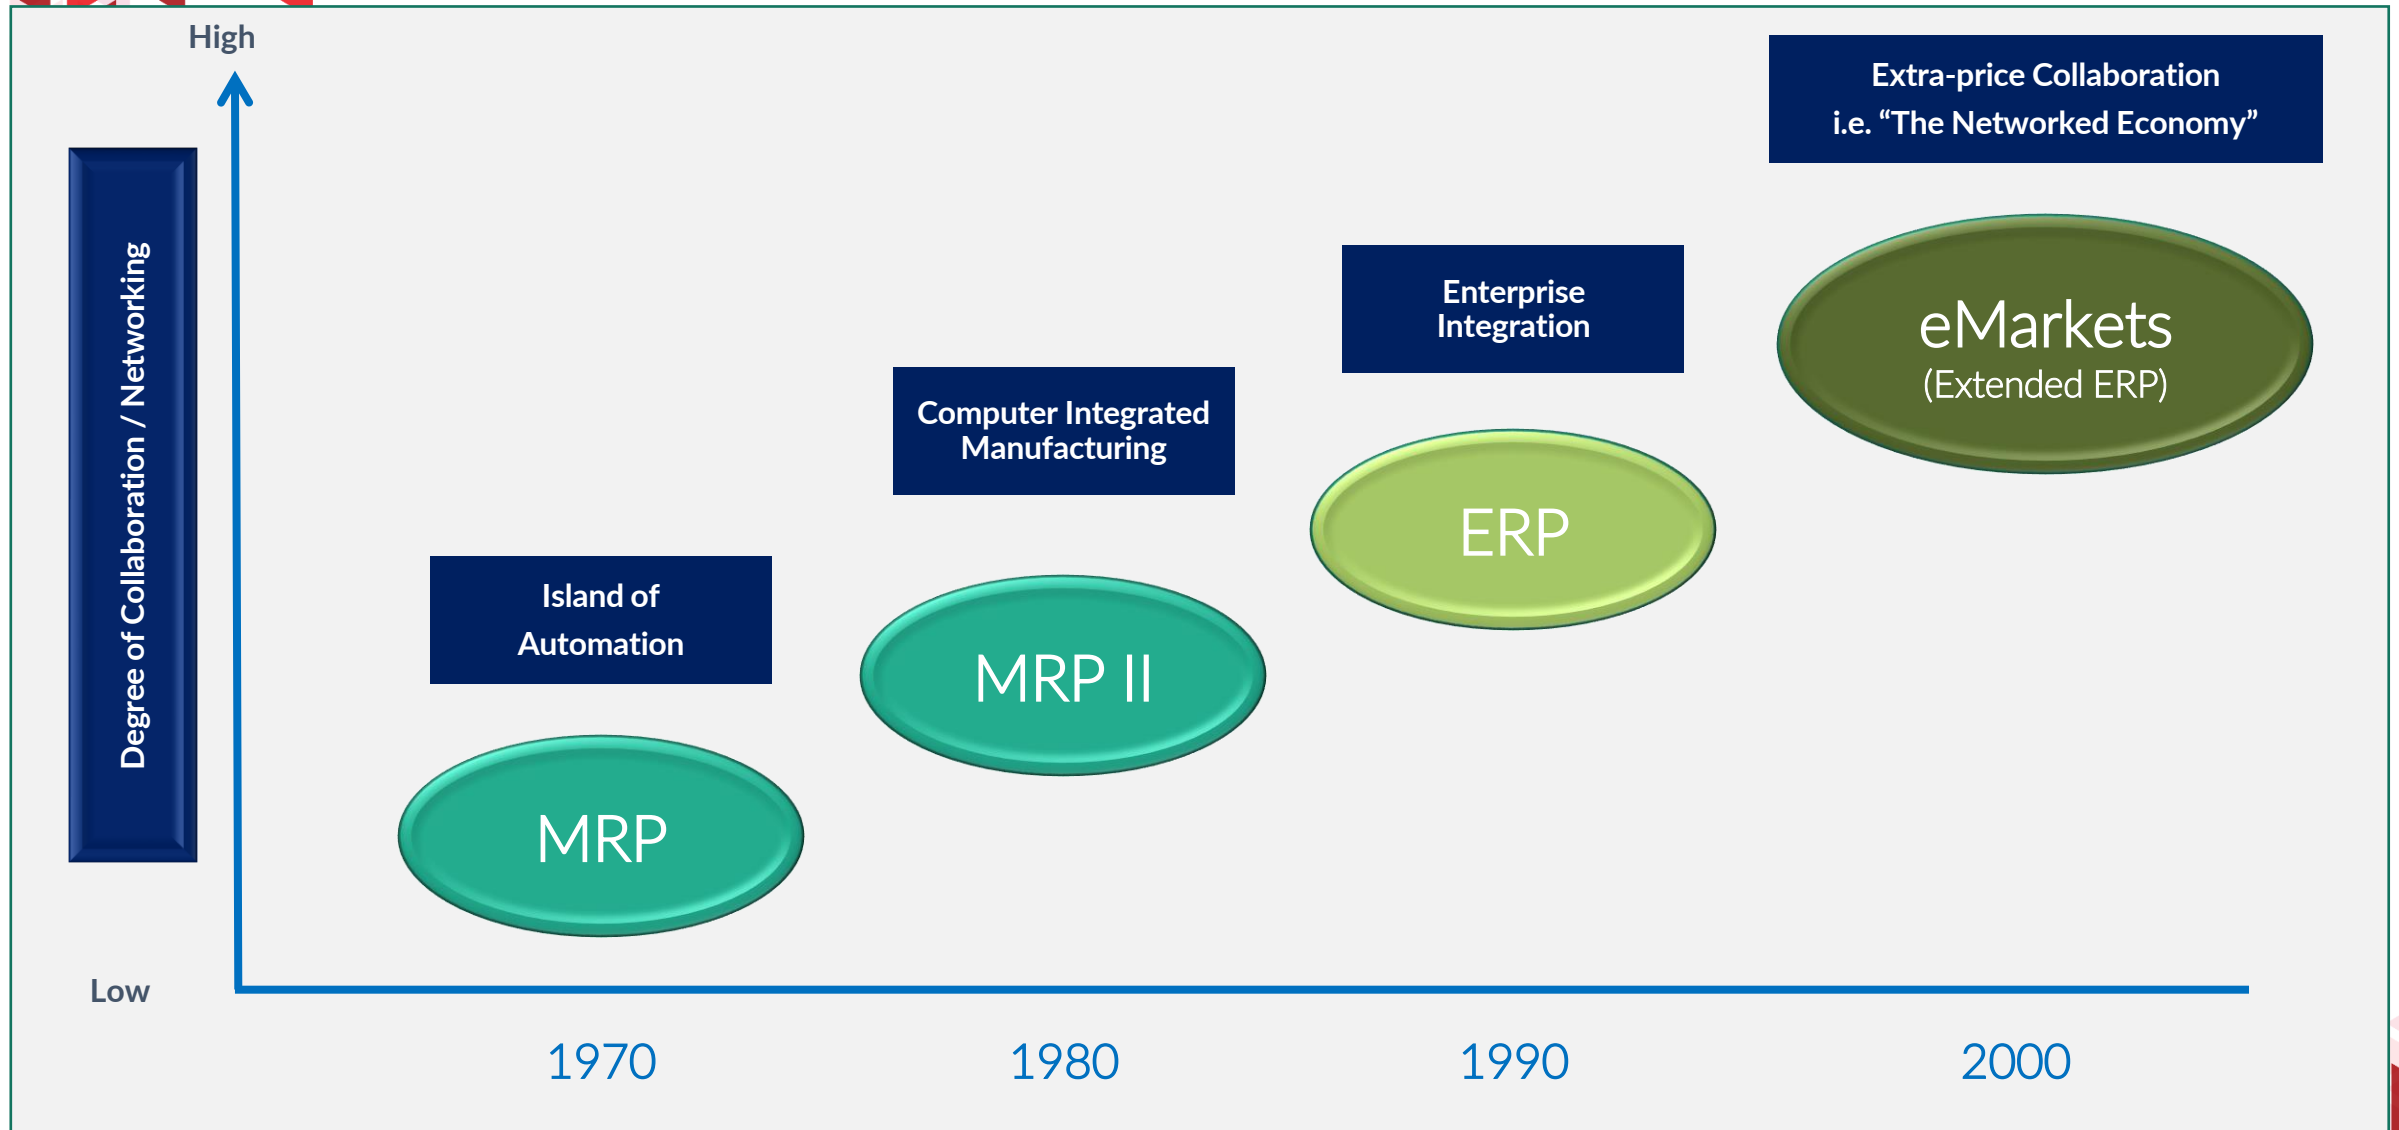 High
Extra-price Collaboration
i.e. “The Networked Economy”
Degree of Collaboration / Networking
Enterprise
Integration
eMarkets
(Extended ERP)
Computer Integrated
Manufacturing
ERP
Island of
Automation
MRP II
MRP
Low
1970
1980
1990
2000